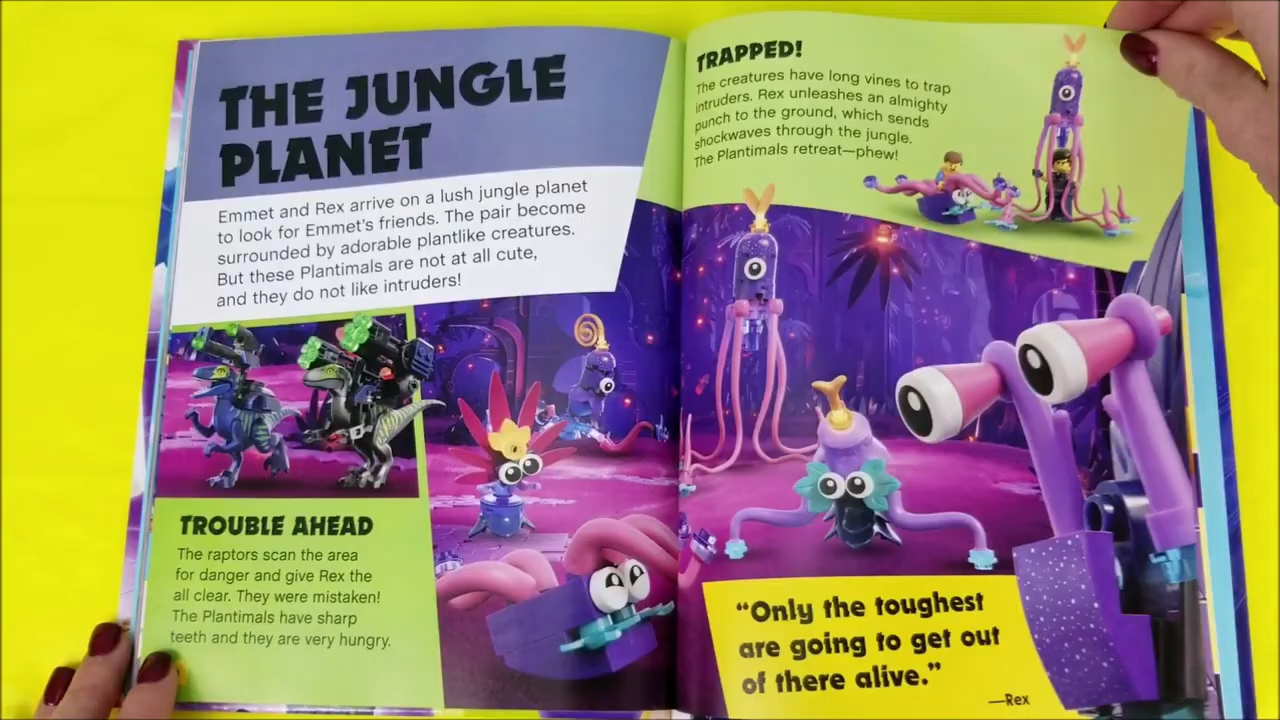 THE JUNGLE
PLANET
Emmet and Rex arrive on a lush jungle planet
to look for Emmet's friends. The pair become
surrounded by adorable plantlike creatures.
But these Plantimals are not at all cute,
and they do not like intruders!
TROUBLE AHEAD
The raptors scan the area
for danger and give Rex the
all clear. They were mistaken!
The Plantimals have sharp
teeth and they are very hungry.
TRAPPED!
The creatures have long vines to trap
intruders. Rex unleashes an almighty
punch to the ground, which sends
shockwaves through the jungle.
The Plantimals retreat—phew!
“Only the toughest
are going to get out
of there alive.”
—Rex